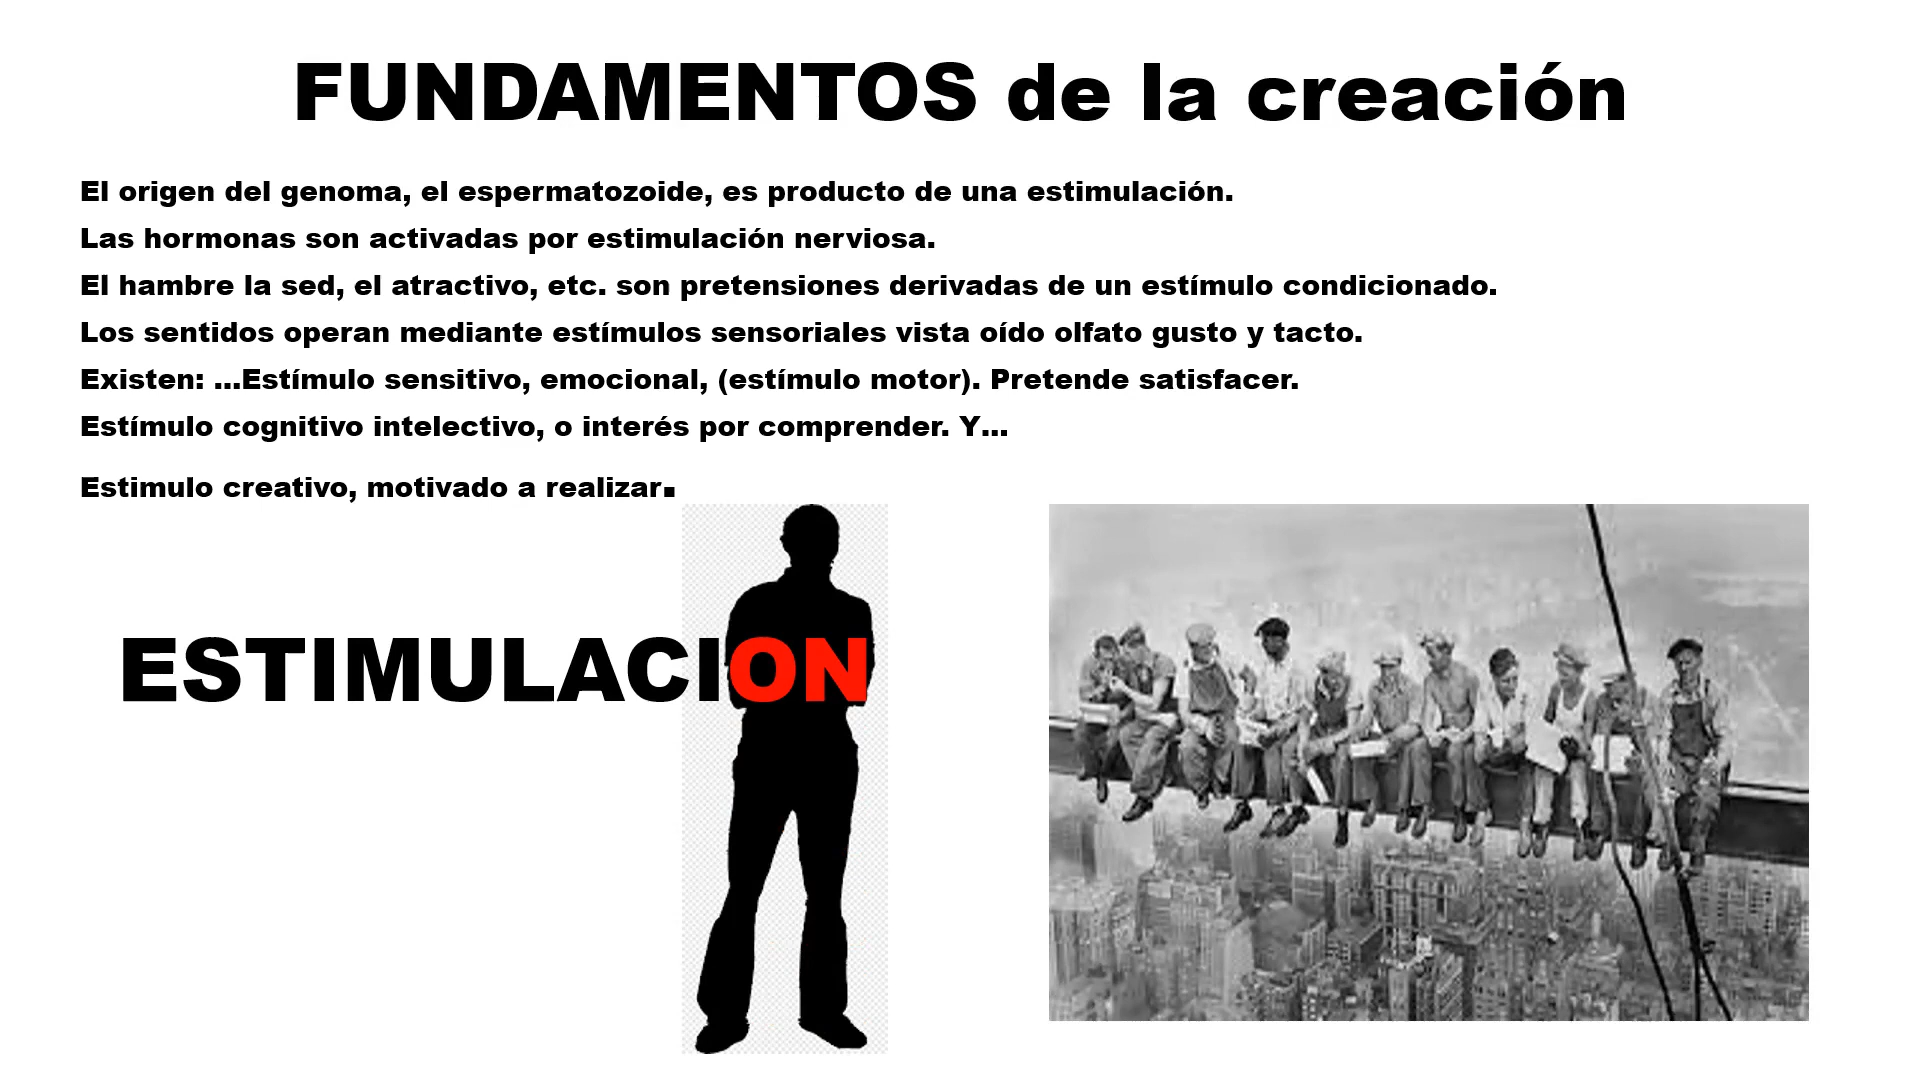 FUNDAMENTOS de la creación
El origen del genoma, el espermatozoide, es producto de una estimulación.
Las hormonas son activadas por estimulación nerviosa.
El hambre la sed, el atractivo, etc. son pretensiones derivadas de un estímulo condicionado.
Los sentidos operan mediante estímulos sensoriales vista oído olfato gusto y tacto.
Existen: …Estímulo sensitivo, emocional, (estímulo motor). Pretende satisfacer.
Estímulo cognitivo intelectivo, o interés por comprender. Y…
Estimulo creativo, motivado a realizar.
ESTIMULACION